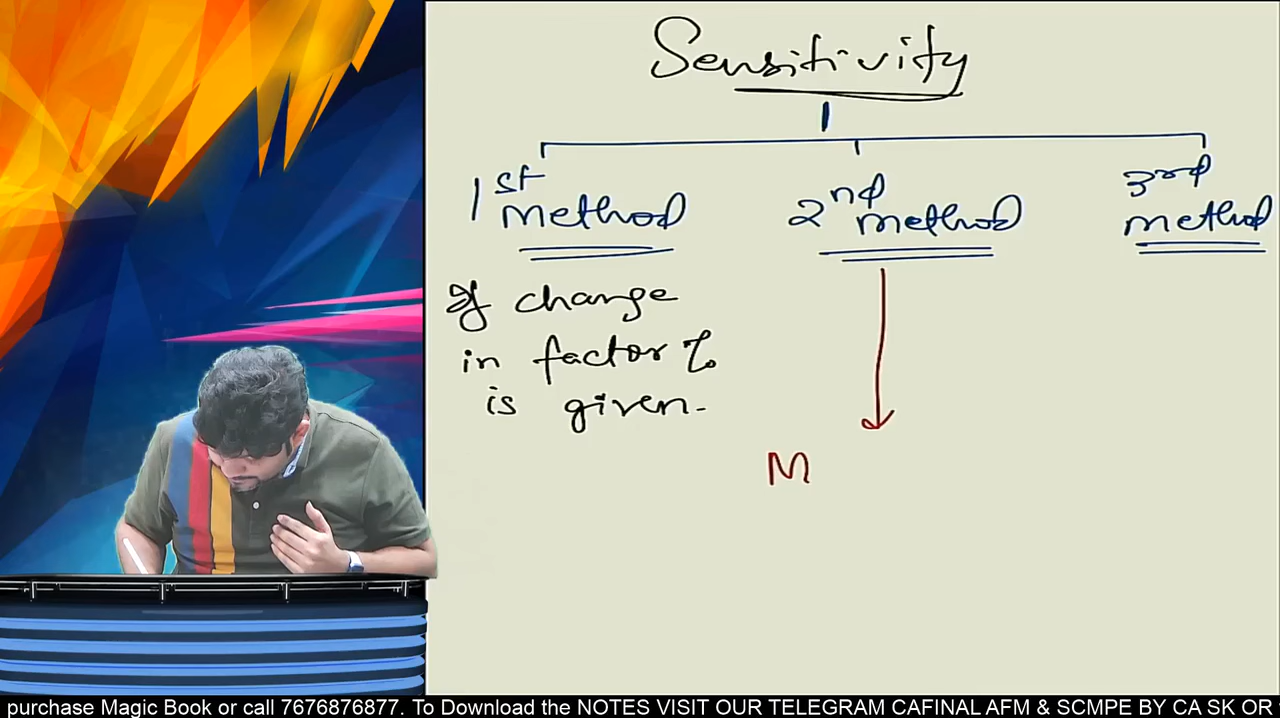 Sensitivity
1st method
2nd method
3rd method
If change
in factor %
is given.
M
purchase Magic Book or call 7676876877. To Download the NOTES VISIT OUR TELEGRAM CAFINAL AFM & SCMPE BY CA SK OR